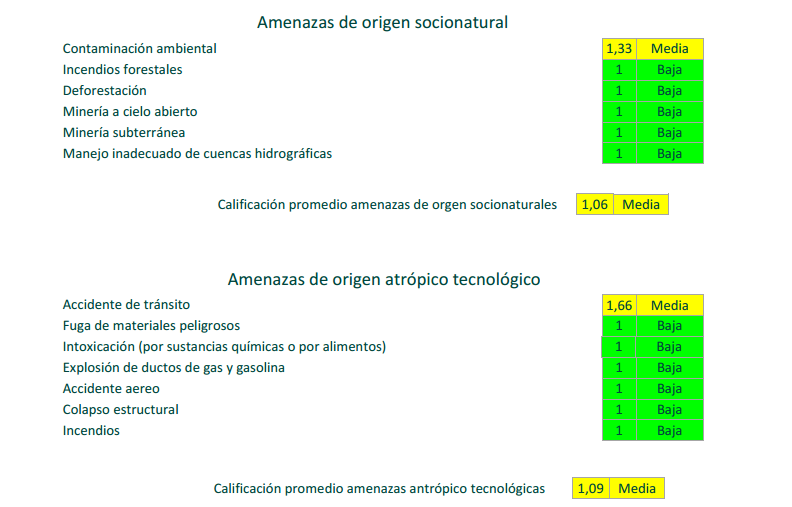 Amenazas de origen socionatural
Contaminación ambiental 1,33 Media
Incendios forestales 1 Baja
Deforestación 1 Baja
Minería a cielo abierto 1 Baja
Minería subterránea 1 Baja
Manejo inadecuado de cuencas hidrográficas 1 Baja
Calificación promedio amenazas de orgen socionaturales 1,06 Media
Amenazas de origen atrópico tecnológico
Accidente de tránsito 1,66 Media
Fuga de materiales peligrosos 1 Baja
Intoxicación (por sustancias químicas o por alimentos) 1 Baja
Explosión de ductos de gas y gasolina 1 Baja
Accidente aereo 1 Baja
Colapso estructural 1 Baja
Incendios 1 Baja
Calificación promedio amenazas antrópico tecnológicas 1,09 Media